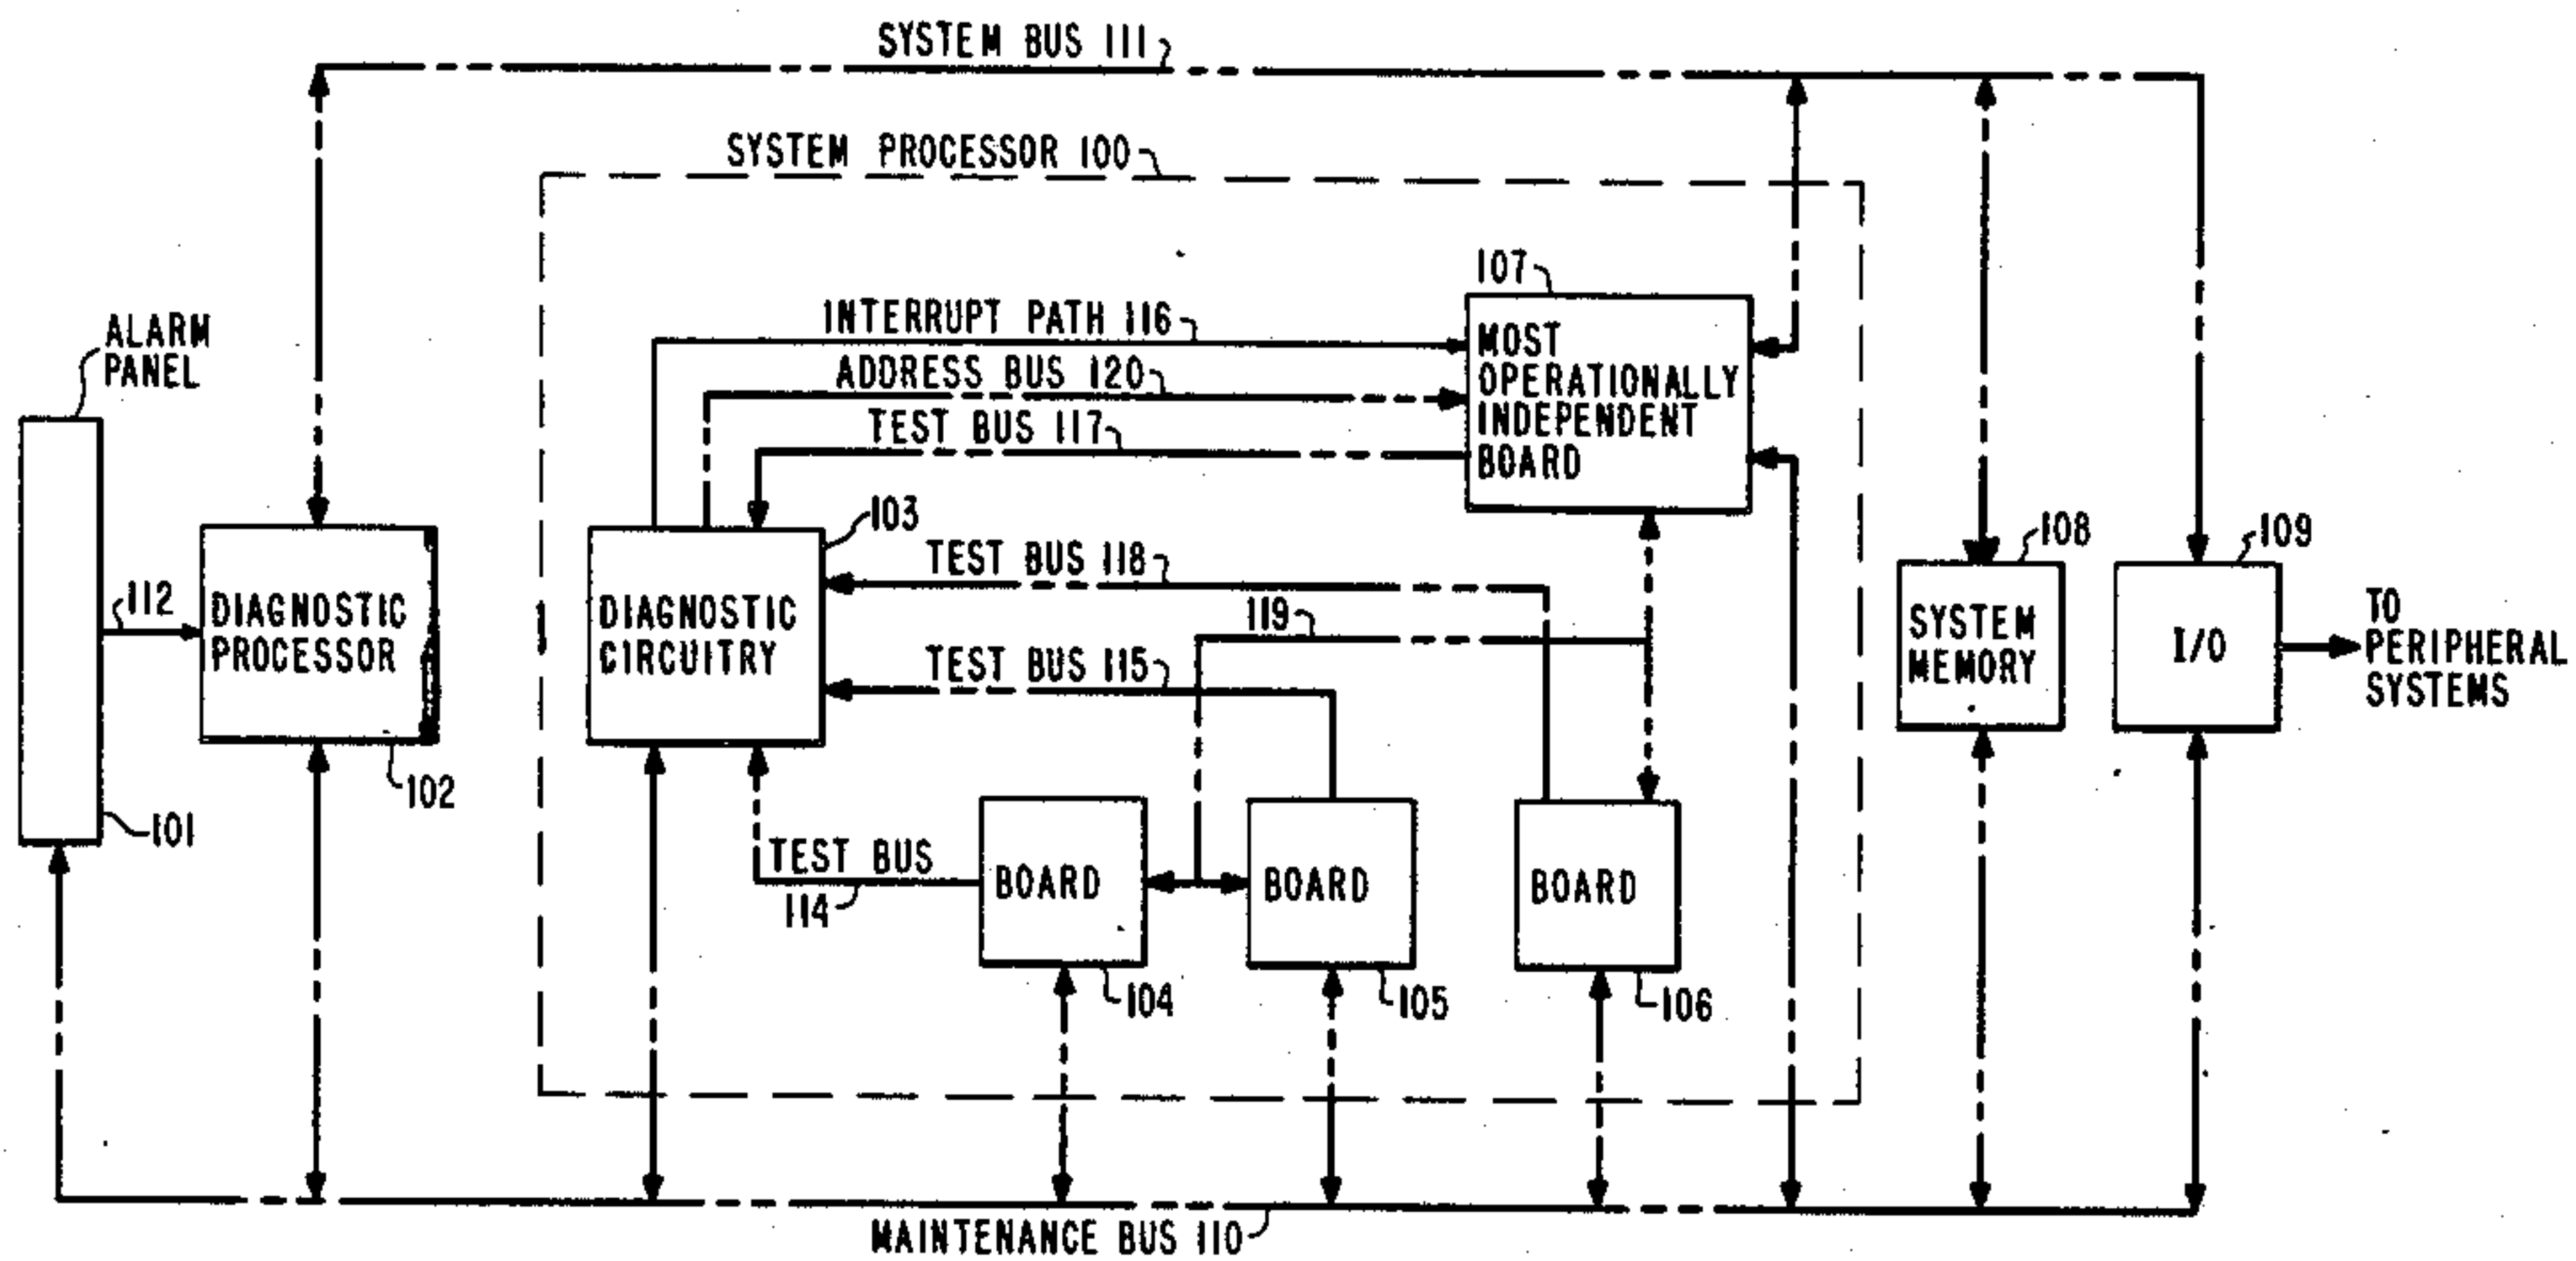 SYSTEM BUS 111
SYSTEM PROCESSOR 100
107
INTERRUPT PATH 116
ALARM
PANEL
MOST
OPERATIONALLY
INDEPENDENT
BOARD
ADDRESS BUS 120
TEST BUS 117
103
TEST BUS 118
108
109
112
DIAGNOSTIC
PROCESSOR
DIAGNOSTIC
CIRCUITRY
119
SYSTEM
MEMORY
I/O
TO
PERIPHERAL
SYSTEMS
TEST BUS 115
102
101
TEST BUS
114
BOARD
BOARD
BOARD
104
105
106
MAINTENANCE BUS 110